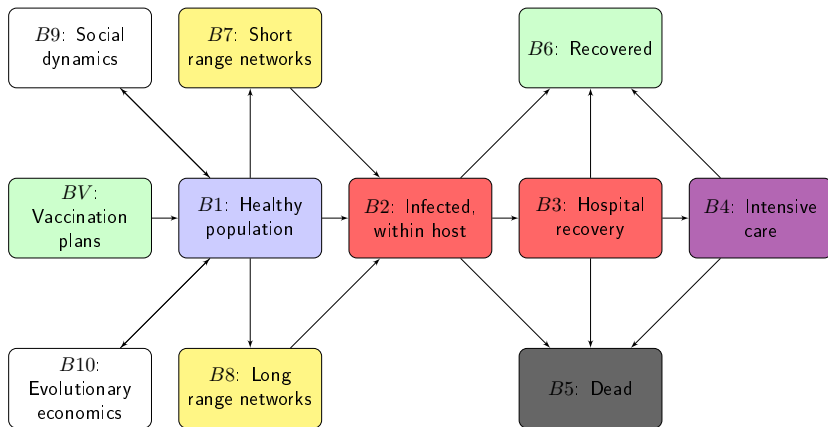 B9: Social
dynamics
B7: Short
range networks
B6: Recovered
BV:
Vaccination
plans
B1: Healthy
population
B2: Infected,
within host
B3: Hospital
recovery
B4: Intensive
care
B10:
Evolutionary
economics
B8: Long
range networks
B5: Dead